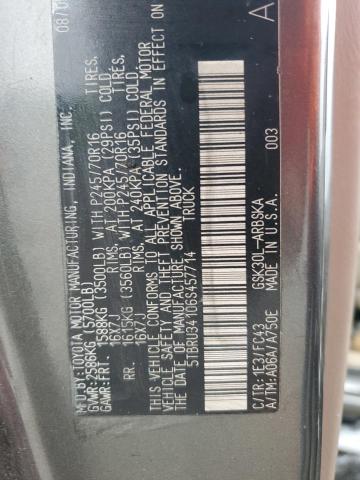 MFD.BY: TOYOTA MOTOR MANUFACTURING, INDIANA, INC. 08/0
GVWR: 2586KG (5700LB)
GAWR: FRT. 1588KG (3500LB) WITH P245/70R16 TIRES,
16X7J RIMS, AT 200KPA (29PSI) COLD.
RR. 1615KG (3560LB) WITH P245/70R16 TIRES,
16X7J RIMS, AT 240KPA (35PSI) COLD.
THIS VEHICLE CONFORMS TO ALL APPLICABLE FEDERAL MOTOR
VEHICLE SAFETY AND THEFT PREVENTION STANDARDS IN EFFECT ON
THE DATE OF MANUFACTURE SHOWN ABOVE.
5TBRU34106S457714 TRUCK
003 A
C/TR: 1E3/FC43 GSK30L-ARBSKA
A/TM: A06A/A750E MADE IN U.S.A.